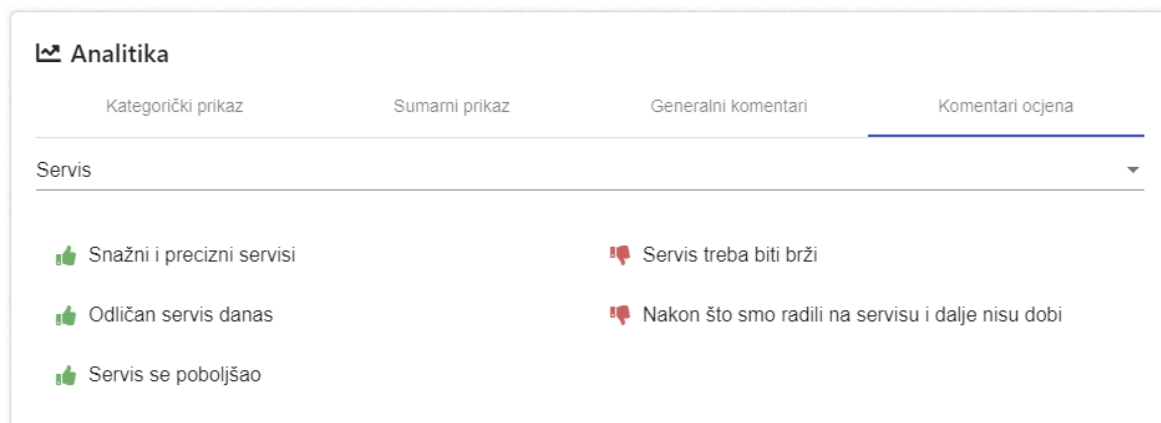 Analitika
Kategorički prikaz
Sumarni prikaz
Generalni komentari
Komentari ocjena
Servis
Snažni i precizni servisi
Servis treba biti brži
Odličan servis danas
Nakon što smo radili na servisu i dalje nisu dobi
Servis se poboljšao